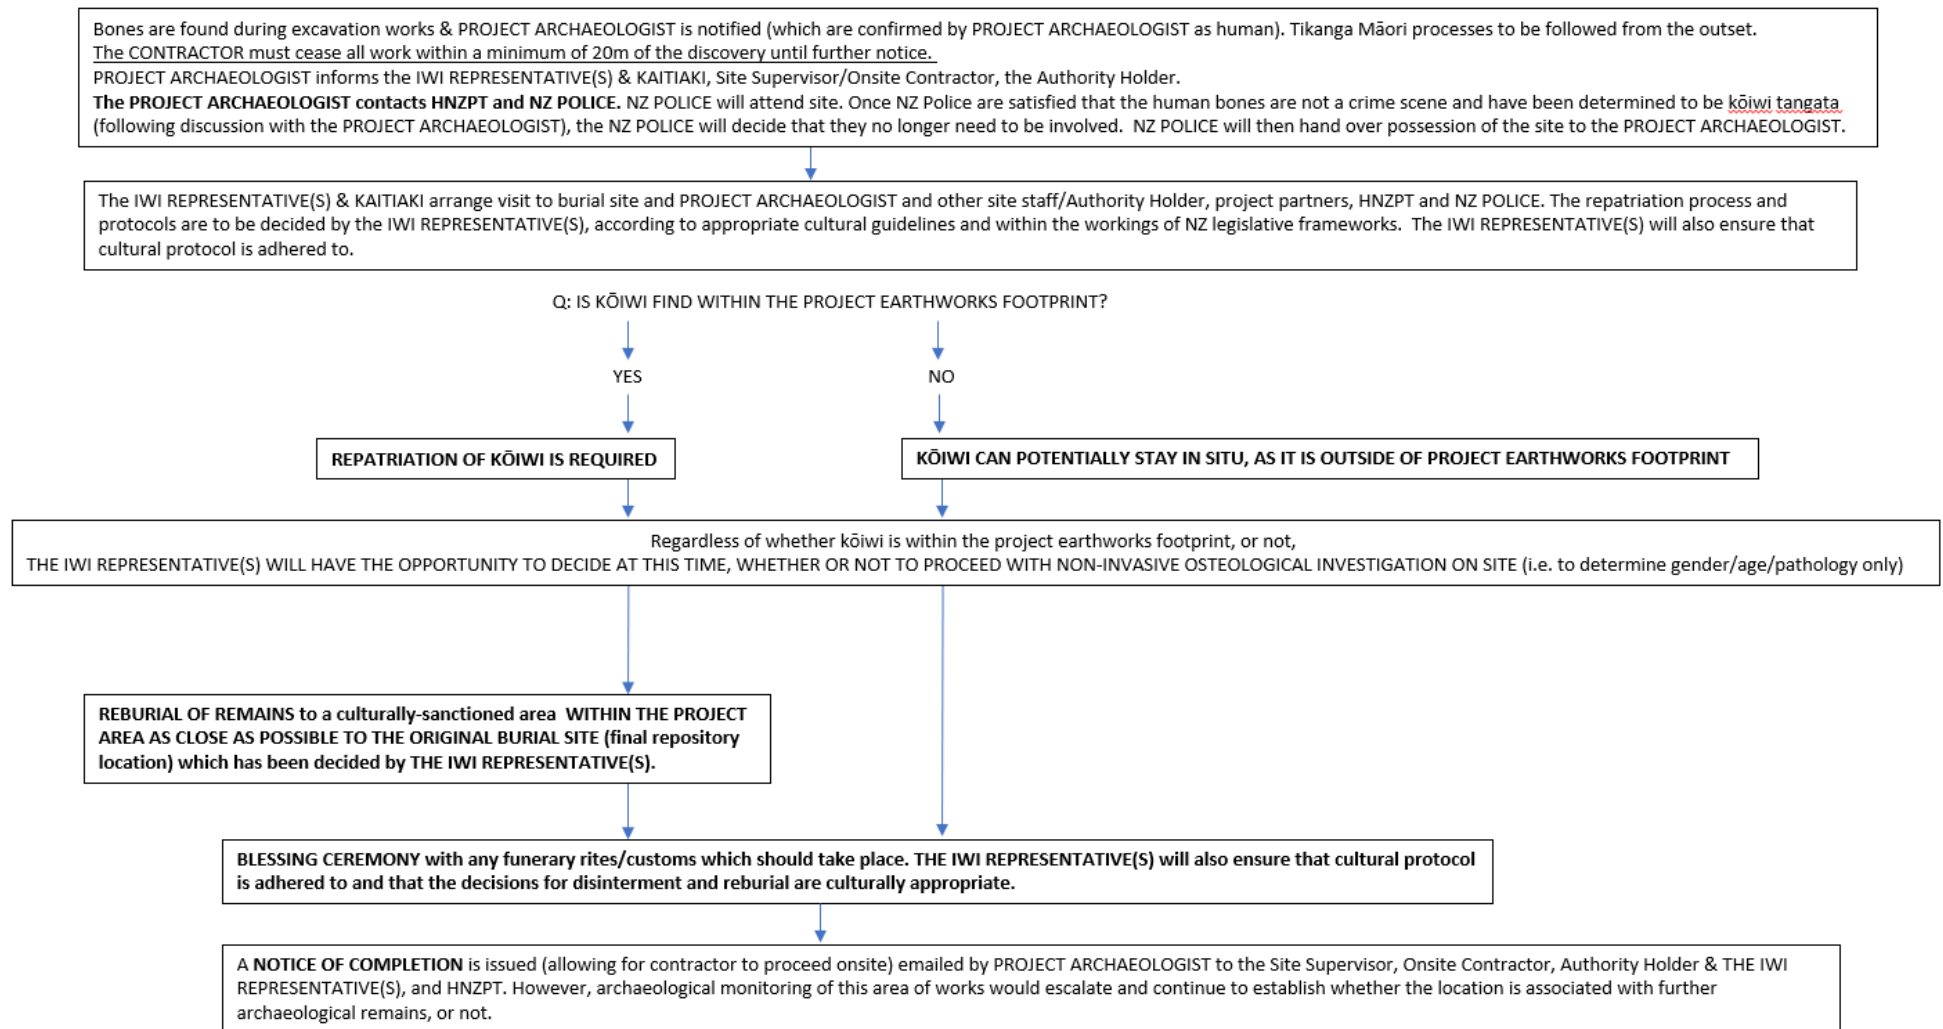 Bones are found during excavation works & PROJECT ARCHAEOLOGIST is notified (which are confirmed by PROJECT ARCHAEOLOGIST as human). Tikanga Māori processes to be followed from the outset.
The CONTRACTOR must cease all work within a minimum of 20m of the discovery until further notice.
PROJECT ARCHAEOLOGIST informs the IWI REPRESENTATIVE(S) & KAITIAKI, Site Supervisor/Onsite Contractor, the Authority Holder.
The PROJECT ARCHAEOLOGIST contacts HNZPT and NZ POLICE. NZ POLICE will attend site. Once NZ Police are satisfied that the human bones are not a crime scene and have been determined to be kōiwi tangata
(following discussion with the PROJECT ARCHAEOLOGIST), the NZ POLICE will decide that they no longer need to be involved.  NZ POLICE will then hand over possession of the site to the PROJECT ARCHAEOLOGIST.
The IWI REPRESENTATIVE(S) & KAITIAKI arrange visit to burial site and PROJECT ARCHAEOLOGIST and other site staff/Authority Holder, project partners, HNZPT and NZ POLICE. The repatriation process and
protocols are to be decided by the IWI REPRESENTATIVE(S), according to appropriate cultural guidelines and within the workings of NZ legislative frameworks.  The IWI REPRESENTATIVE(S) will also ensure that
cultural protocol is adhered to.
Q: IS KŌIWI FIND WITHIN THE PROJECT EARTHWORKS FOOTPRINT?
YES
NO
REPATRIATION OF KŌIWI IS REQUIRED
KŌIWI CAN POTENTIALLY STAY IN SITU, AS IT IS OUTSIDE OF PROJECT EARTHWORKS FOOTPRINT
Regardless of whether kōiwi is within the project earthworks footprint, or not,
THE IWI REPRESENTATIVE(S) WILL HAVE THE OPPORTUNITY TO DECIDE AT THIS TIME, WHETHER OR NOT TO PROCEED WITH NON-INVASIVE OSTEOLOGICAL INVESTIGATION ON SITE (i.e. to determine gender/age/pathology only)
REBURIAL OF REMAINS to a culturally-sanctioned area  WITHIN THE PROJECT
AREA AS CLOSE AS POSSIBLE TO THE ORIGINAL BURIAL SITE (final repository
location) which has been decided by THE IWI REPRESENTATIVE(S).
BLESSING CEREMONY with any funerary rites/customs which should take place. THE IWI REPRESENTATIVE(S) will also ensure that cultural protocol
is adhered to and that the decisions for disinterment and reburial are culturally appropriate.
A NOTICE OF COMPLETION is issued (allowing for contractor to proceed onsite) emailed by PROJECT ARCHAEOLOGIST to the Site Supervisor, Onsite Contractor, Authority Holder & THE IWI
REPRESENTATIVE(S), and HNZPT. However, archaeological monitoring of this area of works would escalate and continue to establish whether the location is associated with further
archaeological remains, or not.